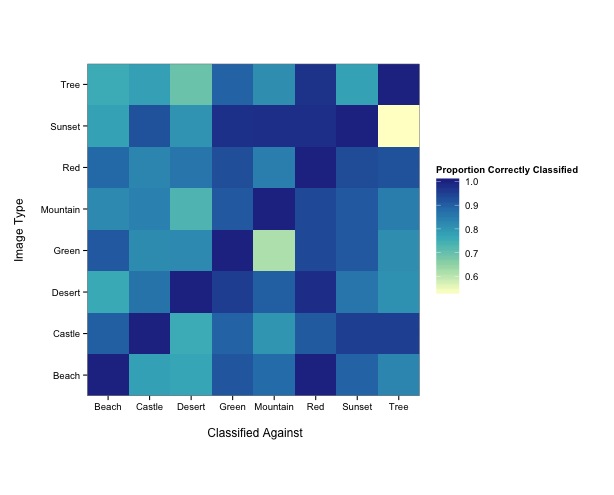 Tree
Sunset
Red
Mountain
Green
Desert
Castle
Beach
Image Type
Beach Castle Desert Green Mountain Red Sunset Tree
Classified Against
Proportion Correctly Classified
1.0
0.9
0.8
0.7
0.6